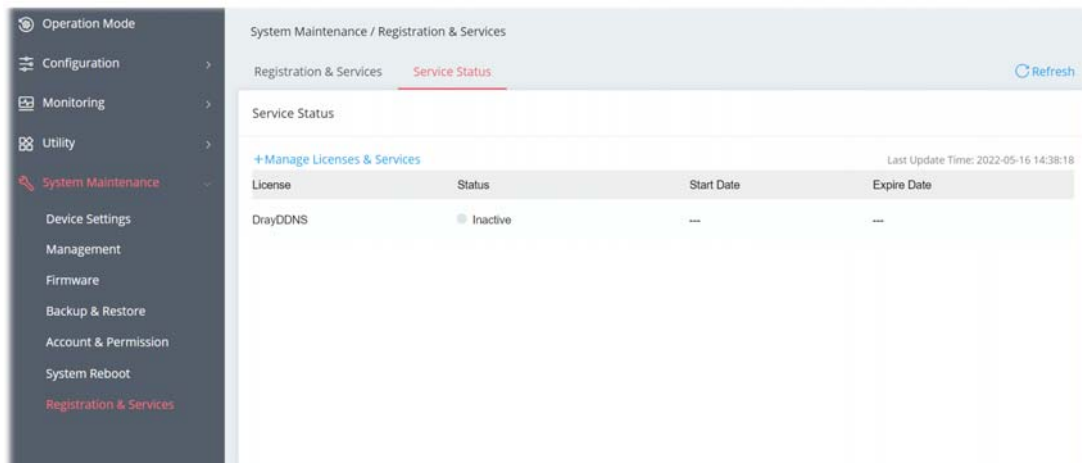 Operation Mode
Configuration
Monitoring
Utility
System Maintenance
Device Settings
Management
Firmware
Backup & Restore
Account & Permission
System Reboot
Registration & Services
System Maintenance / Registration & Services
Registration & Services Service Status Refresh
Service Status
+Manage Licenses & Services Last Update Time: 2022-05-16 14:38:18
License Status Start Date Expire Date
DrayDDNS Inactive --- ---